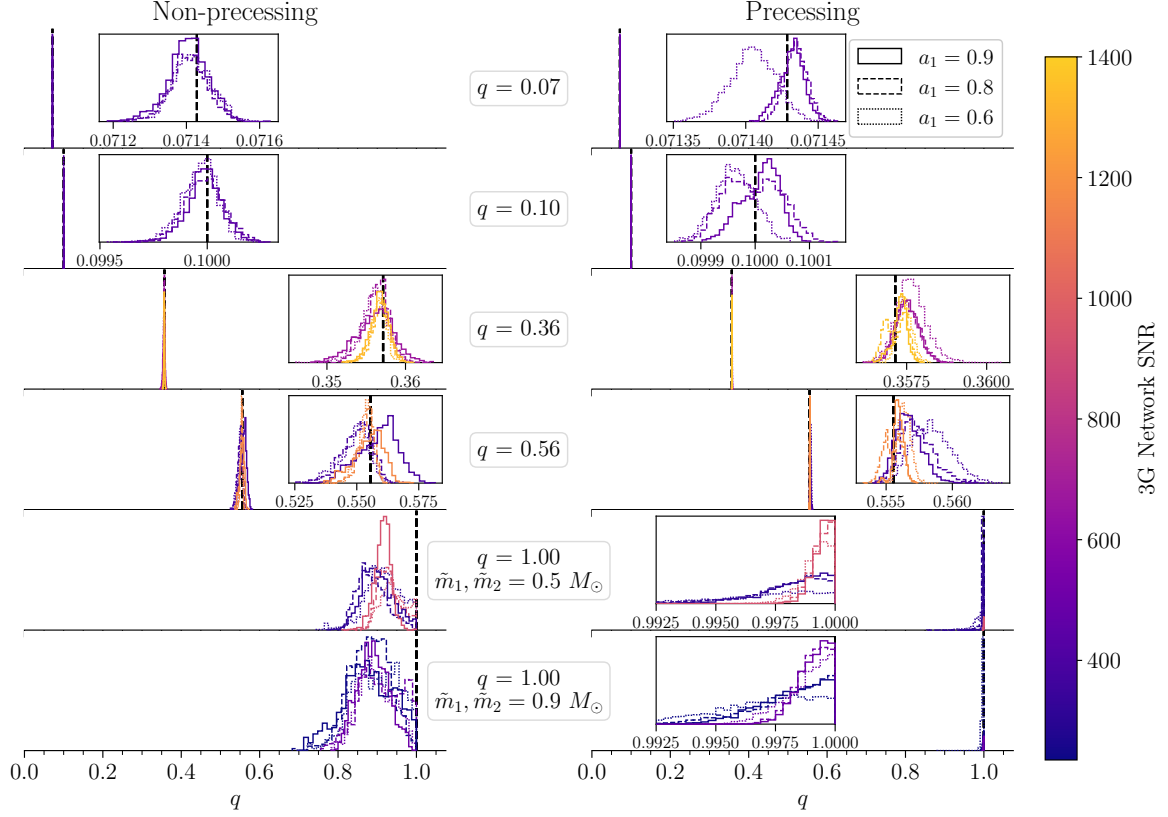 Non-precessing
Precessing
0.0712 0.0714 0.0716
q = 0.07
0.07135 0.07140 0.07145
a₁ = 0.9
a₁ = 0.8
a₁ = 0.6
0.0995 0.1000
q = 0.10
0.0999 0.1000 0.1001
0.35 0.36
q = 0.36
0.3575 0.3600
0.525 0.550 0.575
q = 0.56
0.555 0.560
q = 1.00
m̃₁, m̃₂ = 0.5 M⊙
0.9925 0.9950 0.9975 1.0000
q = 1.00
m̃₁, m̃₂ = 0.9 M⊙
0.9925 0.9950 0.9975 1.0000
0.0 0.2 0.4 0.6 0.8 1.0
q
0.0 0.2 0.4 0.6 0.8 1.0
q
1400
1200
1000
800
600
400
3G Network SNR